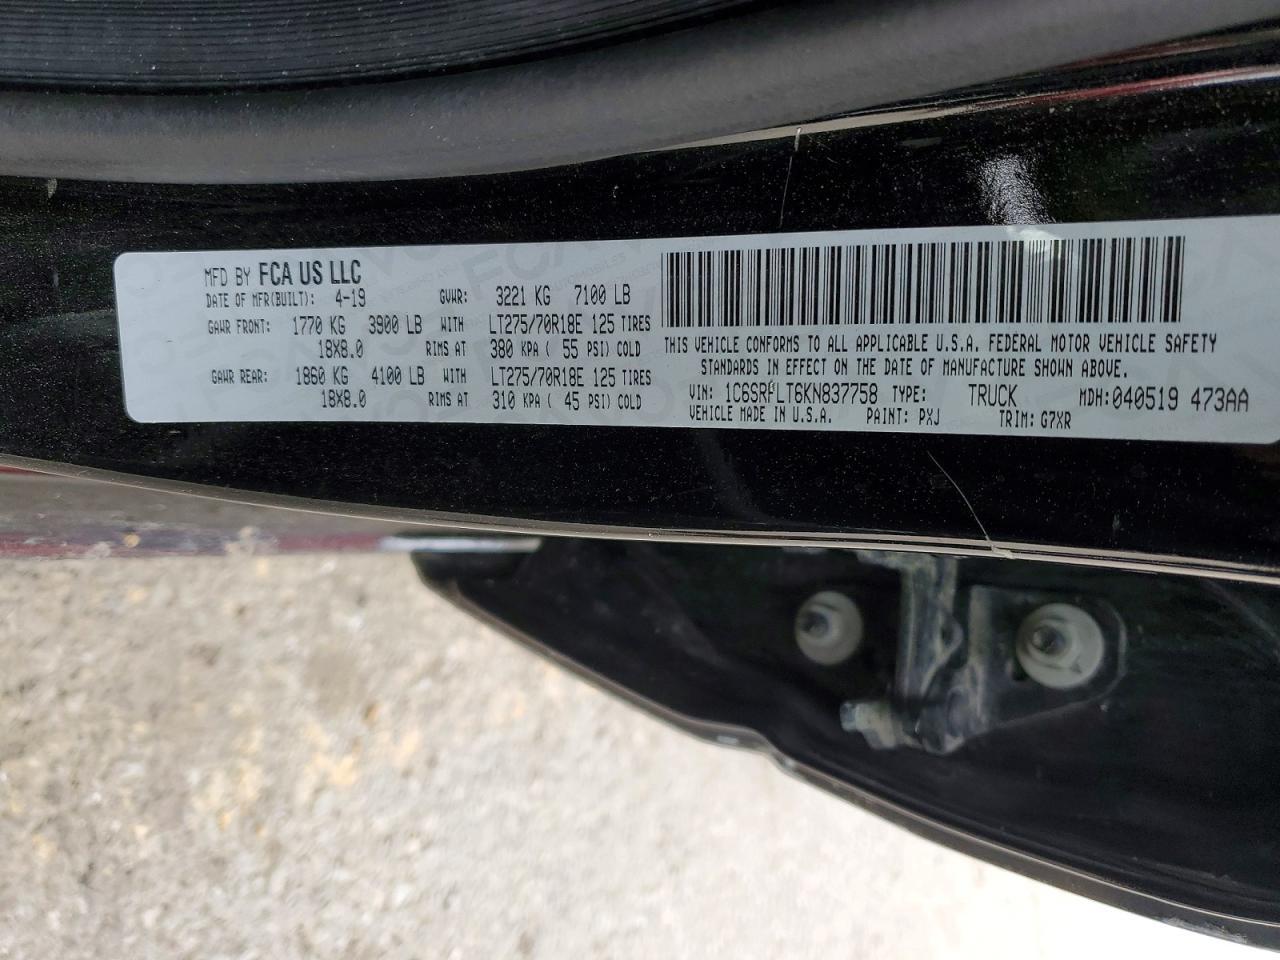 MFD BY FCA US LLC
DATE OF MFR(BUILT): 4-19 GVWR: 3221 KG 7100 LB
GAWR FRONT: 1770 KG 3900 LB WITH LT275/70R18E 125 TIRES
18X8.0 RIMS AT 380 KPA ( 55 PSI) COLD
GAWR REAR: 1860 KG 4100 LB WITH LT275/70R18E 125 TIRES
18X8.0 RIMS AT 310 KPA ( 45 PSI) COLD
THIS VEHICLE CONFORMS TO ALL APPLICABLE U.S.A. FEDERAL MOTOR VEHICLE SAFETY
STANDARDS IN EFFECT ON THE DATE OF MANUFACTURE SHOWN ABOVE.
VIN: 1C6SRFLT6KN837758 TYPE: TRUCK MDH:040519 473AA
VEHICLE MADE IN U.S.A. PAINT: PXJ TRIM: G7XR